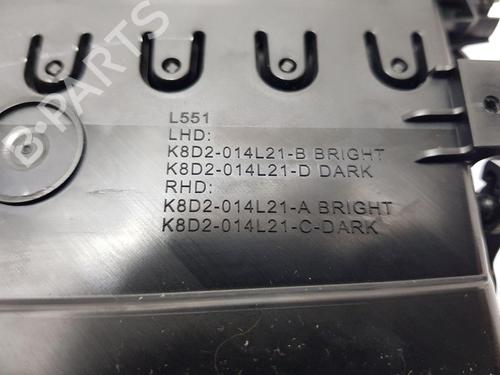 B-PARTS
L551
LHD:
K8D2-014L21-B BRIGHT
K8D2-014L21-D DARK
RHD:
K8D2-014L21-A BRIGHT
K8D2-014L21-C-DARK